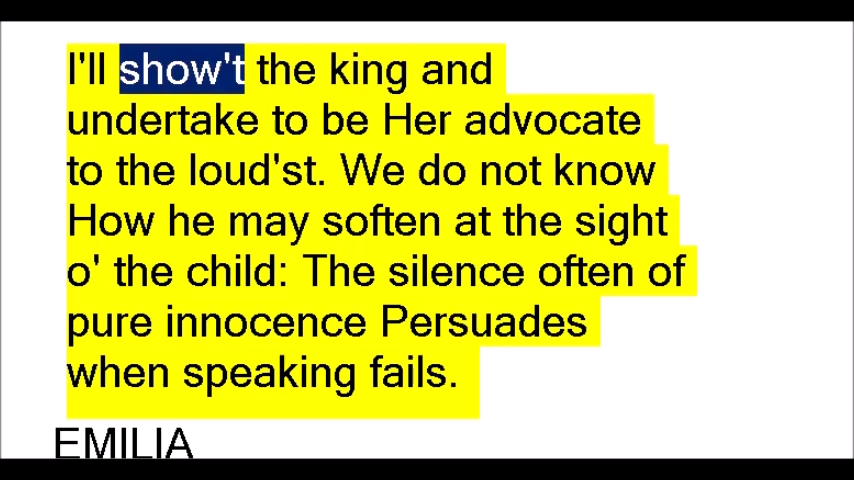 I'll show't the king and
undertake to be Her advocate
to the loud'st. We do not know
How he may soften at the sight
o' the child: The silence often of
pure innocence Persuades
when speaking fails.
EMILIA